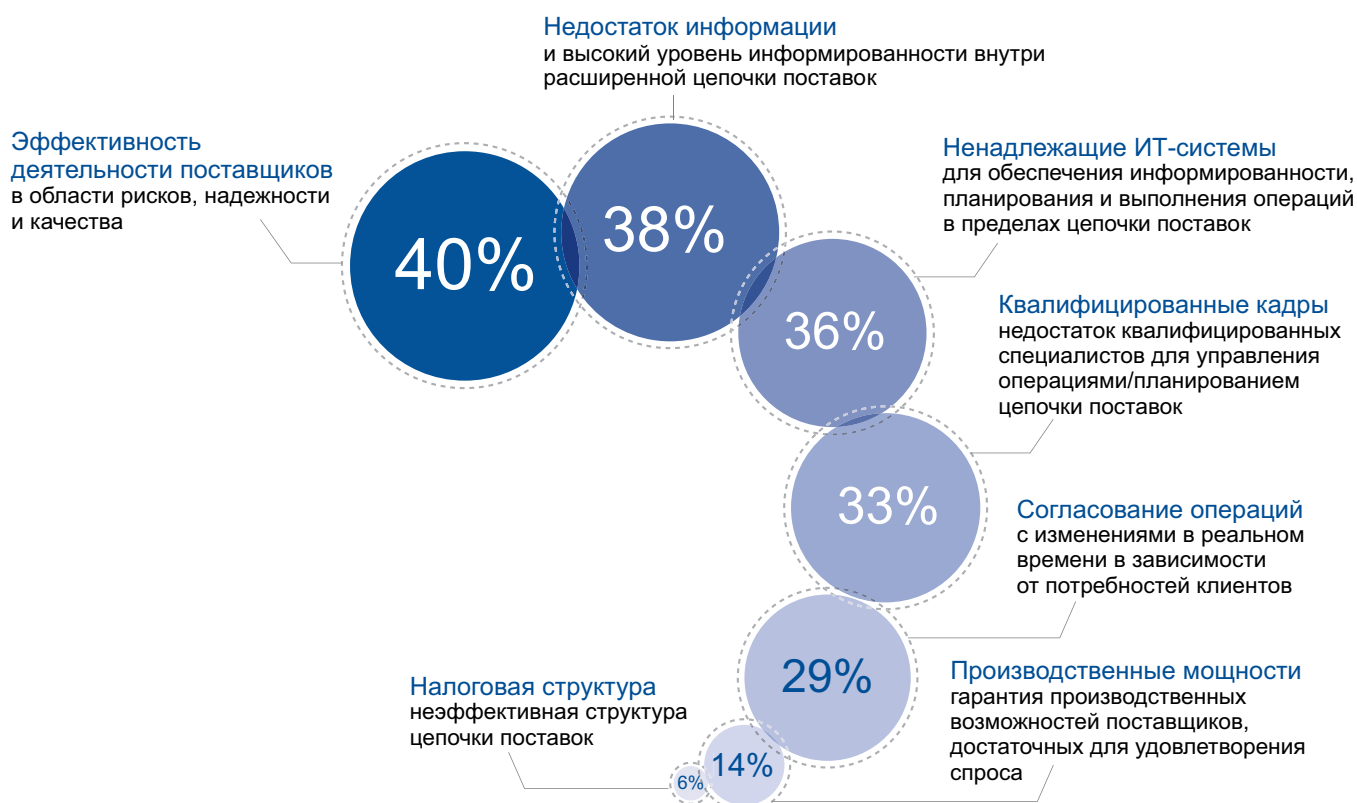 Недостаток информации
и высокий уровень информированности внутри
расширенной цепочки поставок
Эффективность
деятельности поставщиков
в области рисков, надежности
и качества
40%
38%
Ненадлежащие ИТ-системы
для обеспечения информированности,
планирования и выполнения операций
в пределах цепочки поставок
36%
Квалифицированные кадры
недостаток квалифицированных
специалистов для управления
операциями/планированием
цепочки поставок
33%
Согласование операций
с изменениями в реальном
времени в зависимости
от потребностей клиентов
29%
Производственные мощности
гарантия производственных
возможностей поставщиков,
достаточных для удовлетворения
спроса
14%
Налоговая структура
неэффективная структура
цепочки поставок
6%